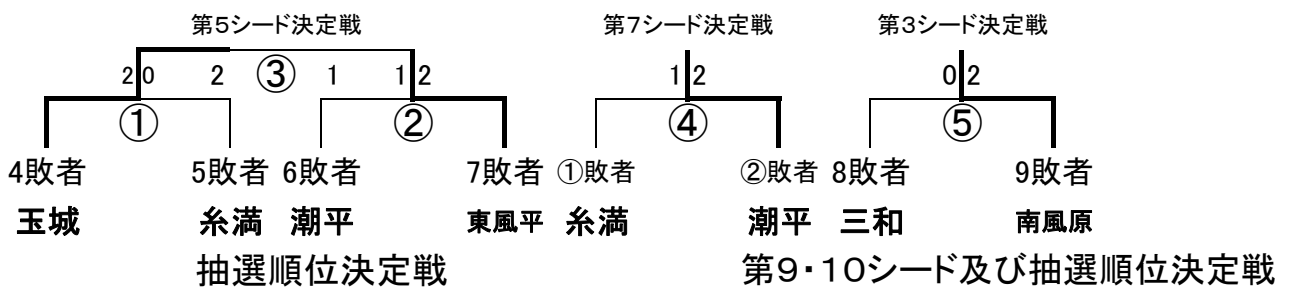 第5シード決定戦 第7シード決定戦 第3シード決定戦
2 0 2 ③ 1 1 2 1 2 0 2
① ② ④ ⑤
4敗者 5敗者 6敗者 7敗者 ①敗者 ②敗者 8敗者 9敗者
玉城 糸満 潮平 東風平 糸満 潮平 三和 南風原
抽選順位決定戦 第9・10シード及び抽選順位決定戦